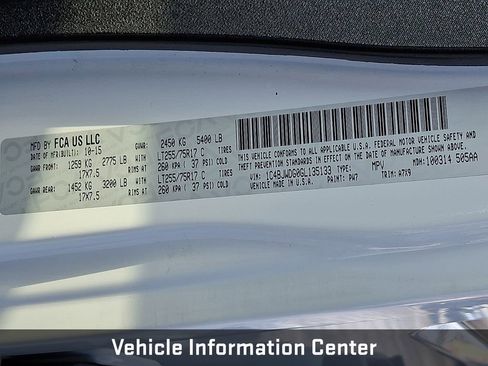 MFD BY FCA US LLC
DATE OF MFR(BUILT): 10-15 GVWR: 2450 KG 5400 LB
GAWR FRONT: 1259 KG 2775 LB LT255/75R17 C TIRES
WITH 17X7.5 RIMS AT 260 KPA ( 37 PSI) COLD
GAWR REAR: 1452 KG 3200 LB LT255/75R17 C TIRES
WITH 17X7.5 RIMS AT 260 KPA ( 37 PSI) COLD
THIS VEHICLE CONFORMS TO ALL APPLICABLE U.S.A. FEDERAL MOTOR VEHICLE SAFETY
AND THEFT PREVENTION STANDARDS IN EFFECT ON THE DATE OF MANUFACTURE SHOWN ABOVE.
VIN: 1C4BJWDG0GL135133 TYPE: MPV MDH: 100314 505AA
VEHICLE MADE IN U.S.A. PAINT: PW7 TRIM: A7X9
Vehicle Information Center